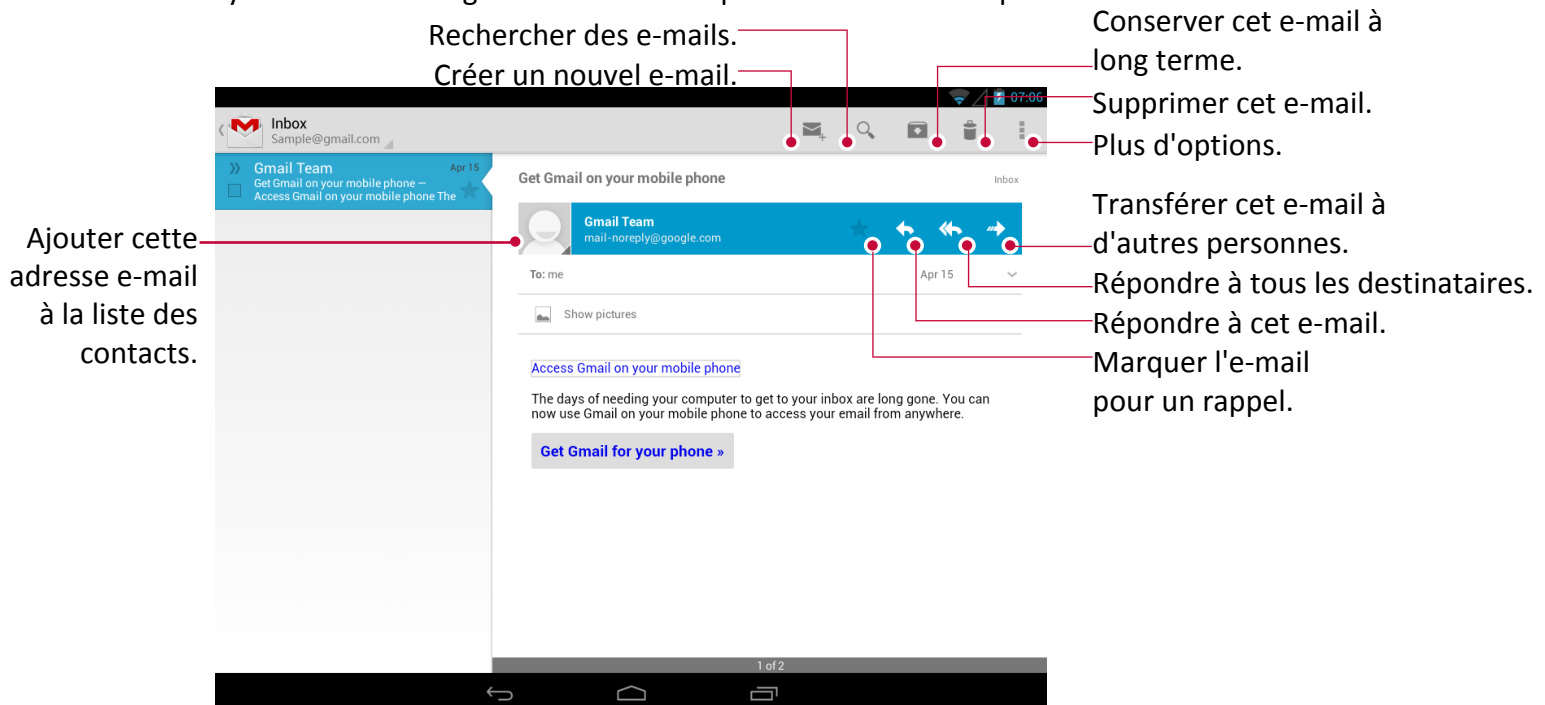 Rechercher des e-mails.
Créer un nouvel e-mail.
Conserver cet e-mail à
long terme.
Supprimer cet e-mail.
Plus d'options.
07:06
Inbox
Sample@gmail.com
Gmail Team Apr 15
Get Gmail on your mobile phone —
Access Gmail on your mobile phone The
Get Gmail on your mobile phone Inbox
Gmail Team
mail-noreply@google.com
To: me Apr 15
Show pictures
Access Gmail on your mobile phone
The days of needing your computer to get to your inbox are long gone. You can
now use Gmail on your mobile phone to access your email from anywhere.
Get Gmail for your phone »
1 of 2
Ajouter cette
adresse e-mail
à la liste des
contacts.
Transférer cet e-mail à
d'autres personnes.
Répondre à tous les destinataires.
Répondre à cet e-mail.
Marquer l'e-mail
pour un rappel.